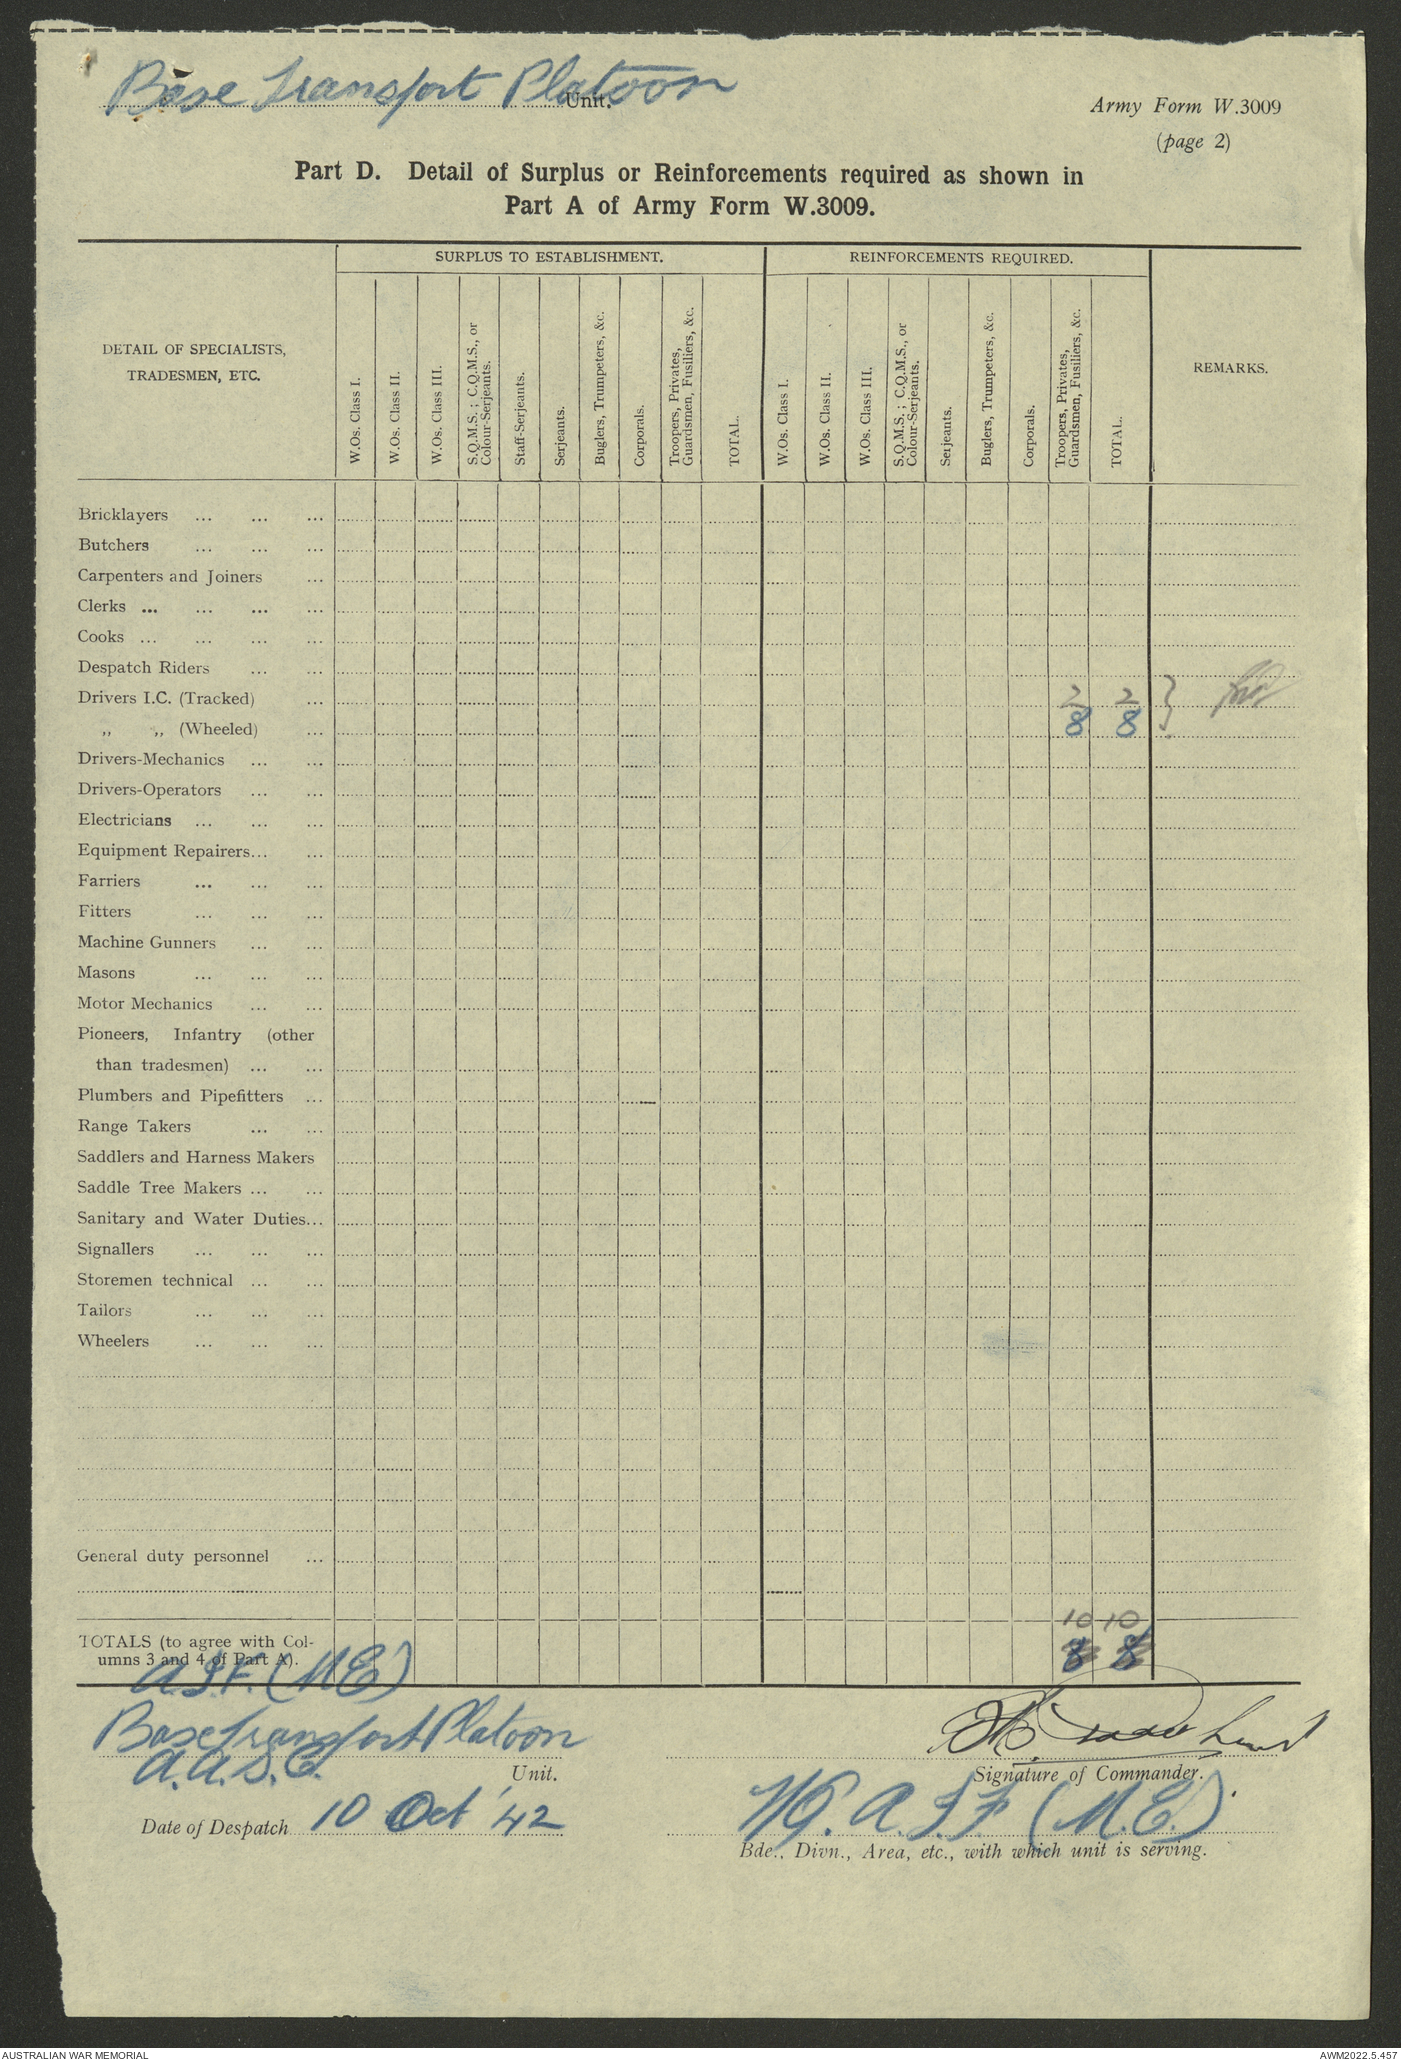 Base Transport Platoon Unit.
Army Form W.3009
(page 2)
Part D. Detail of Surplus or Reinforcements required as shown in
Part A of Army Form W.3009.
DETAIL OF SPECIALISTS,
TRADESMEN, ETC.
SURPLUS TO ESTABLISHMENT.
W.Os. Class I.
W.Os. Class II.
W.Os. Class III.
S.Q.M.S. ; C.Q.M.S., or
Colour-Serjeants.
Staff-Serjeants.
Serjeants.
Buglers, Trumpeters, &c.
Corporals.
Troopers, Privates,
Guardsmen, Fusiliers, &c.
TOTAL.
REINFORCEMENTS REQUIRED.
W.Os. Class I.
W.Os. Class II.
W.Os. Class III.
S.Q.M.S. ; C.Q.M.S., or
Colour-Serjeants.
Serjeants.
Buglers, Trumpeters, &c.
Corporals.
Troopers, Privates,
Guardsmen, Fusiliers, &c.
TOTAL.
REMARKS.
Bricklayers ... ... ...
Butchers ... ... ...
Carpenters and Joiners ...
Clerks ... ... ... ...
Cooks ... ... ... ...
Despatch Riders ... ...
Drivers I.C. (Tracked) ... 2 2 }
„ „ (Wheeled) ... 8 8
Drivers-Mechanics ... ...
Drivers-Operators ... ...
Electricians ... ... ...
Equipment Repairers... ...
Farriers ... ... ...
Fitters ... ... ...
Machine Gunners ... ...
Masons ... ... ...
Motor Mechanics ... ...
Pioneers, Infantry (other
than tradesmen) ... ...
Plumbers and Pipefitters ...
Range Takers ... ...
Saddlers and Harness Makers
Saddle Tree Makers ... ...
Sanitary and Water Duties...
Signallers ... ... ...
Storemen technical ... ...
Tailors ... ... ...
Wheelers ... ... ...
General duty personnel ...
10 10
TOTALS (to agree with Col-
umns 3 and 4 of Part A). 8 8
A.I.F. (ME)
Base Transport Platoon
A.A.S.C. Unit.
Signature of Commander.
Date of Despatch 10 Oct '42
HQ. A.I.F (M.E.)
Bde., Divn., Area, etc., with which unit is serving.
AUSTRALIAN WAR MEMORIAL
AWM2022.5.457